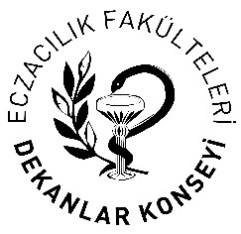 ECZACILIK FAKÜLTELERİ
DEKANLAR KONSEYİ